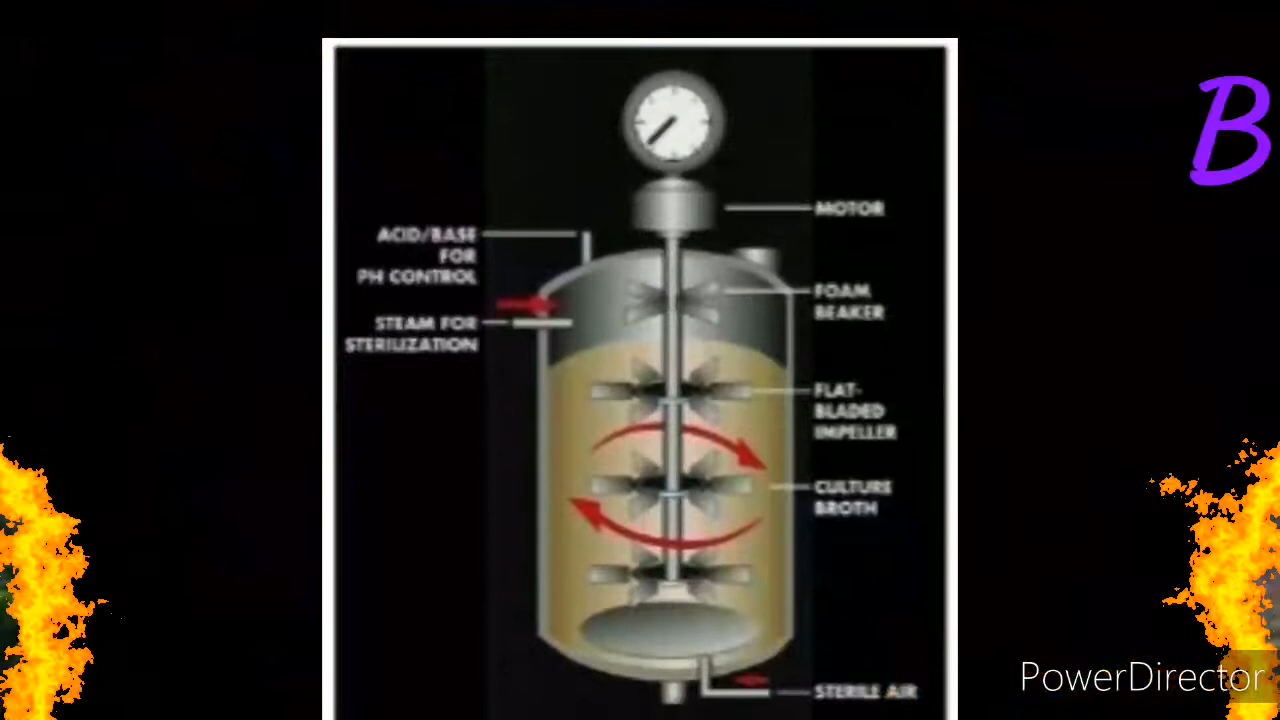 B
MOTOR
ACID/BASE
FOR
PH CONTROL
FOAM
BEAKER
STEAM FOR
STERILIZATION
FLAT-
BLADED
IMPELLER
CULTURE
BROTH
STERILE AIR
PowerDirector